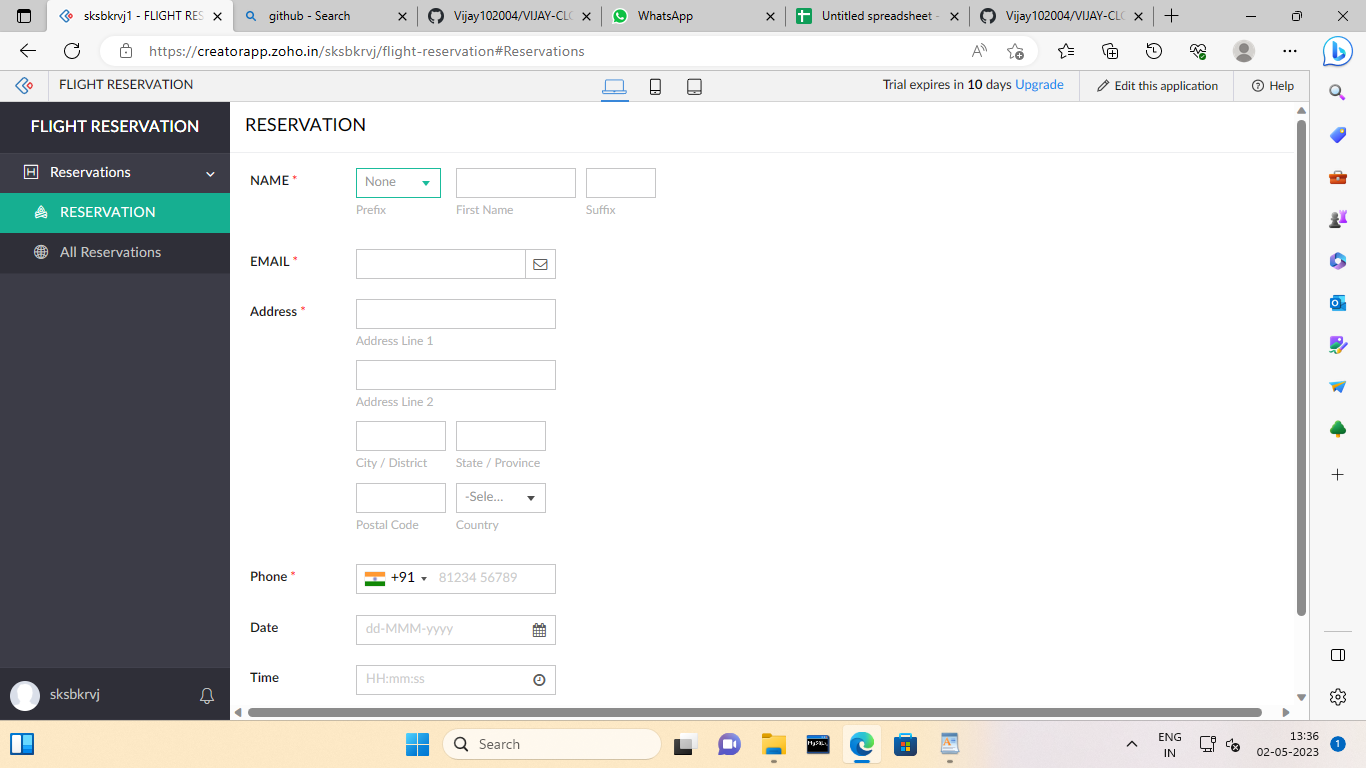 sksbkrvj1 - FLIGHT RES
github - Search
Vijay102004/VIJAY-CLO
WhatsApp
Untitled spreadsheet -
Vijay102004/VIJAY-CLO
https://creatorapp.zoho.in/sksbkrvj/flight-reservation#Reservations
FLIGHT RESERVATION
Trial expires in 10 days Upgrade
Edit this application
Help
FLIGHT RESERVATION
Reservations
RESERVATION
All Reservations
sksbkrvj
RESERVATION
NAME *
None
Prefix
First Name
Suffix
EMAIL *
Address *
Address Line 1
Address Line 2
City / District
State / Province
-Sele...
Postal Code
Country
Phone *
+91
81234 56789
Date
dd-MMM-yyyy
Time
HH:mm:ss
Search
MySQL
ENG
IN
13:36
02-05-2023
1